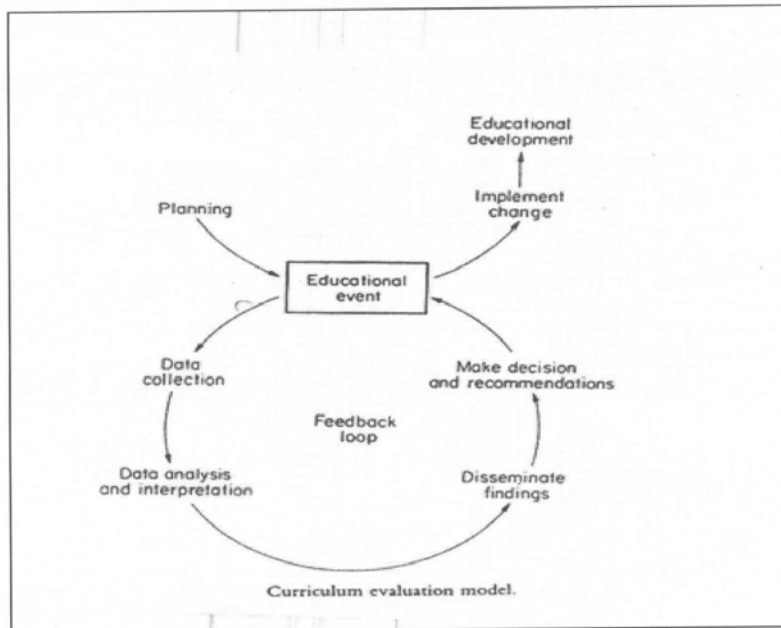 Educational
development
Implement
change
Planning
Educational
event
Data
collection
Make decision
and recommendations
Feedback
loop
Data analysis
and interpretation
Disseminate
findings
Curriculum evaluation model.